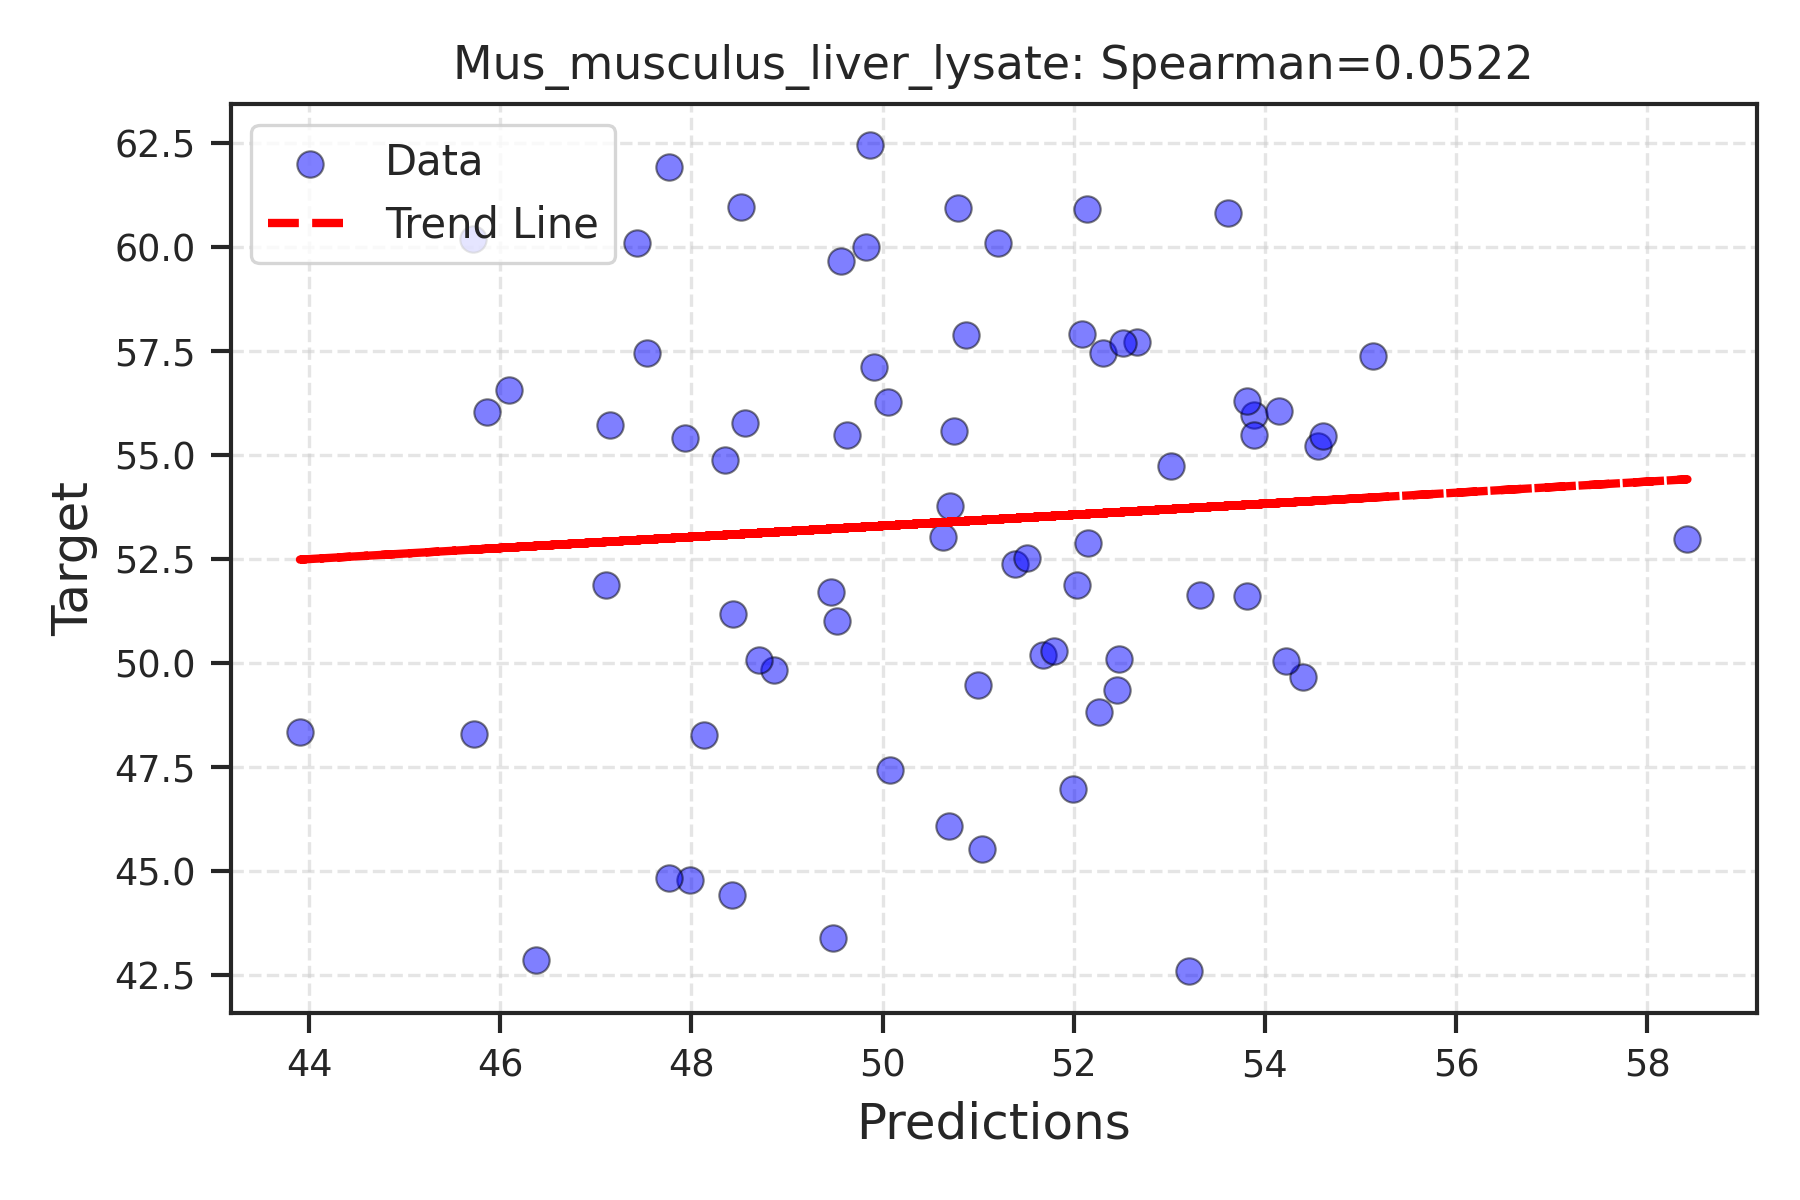 Mus_musculus_liver_lysate: Spearman=0.0522
Data
Trend Line
62.5
60.0
57.5
55.0
52.5
50.0
47.5
45.0
42.5
Target
44 46 48 50 52 54 56 58
Predictions